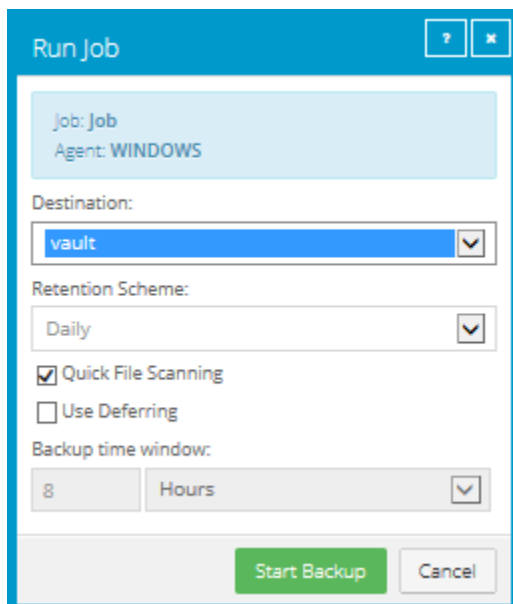 Run Job
?
×
Job: Job
Agent: WINDOWS
Destination:
vault
Retention Scheme:
Daily
Quick File Scanning
Use Deferring
Backup time window:
8 Hours
Start Backup Cancel